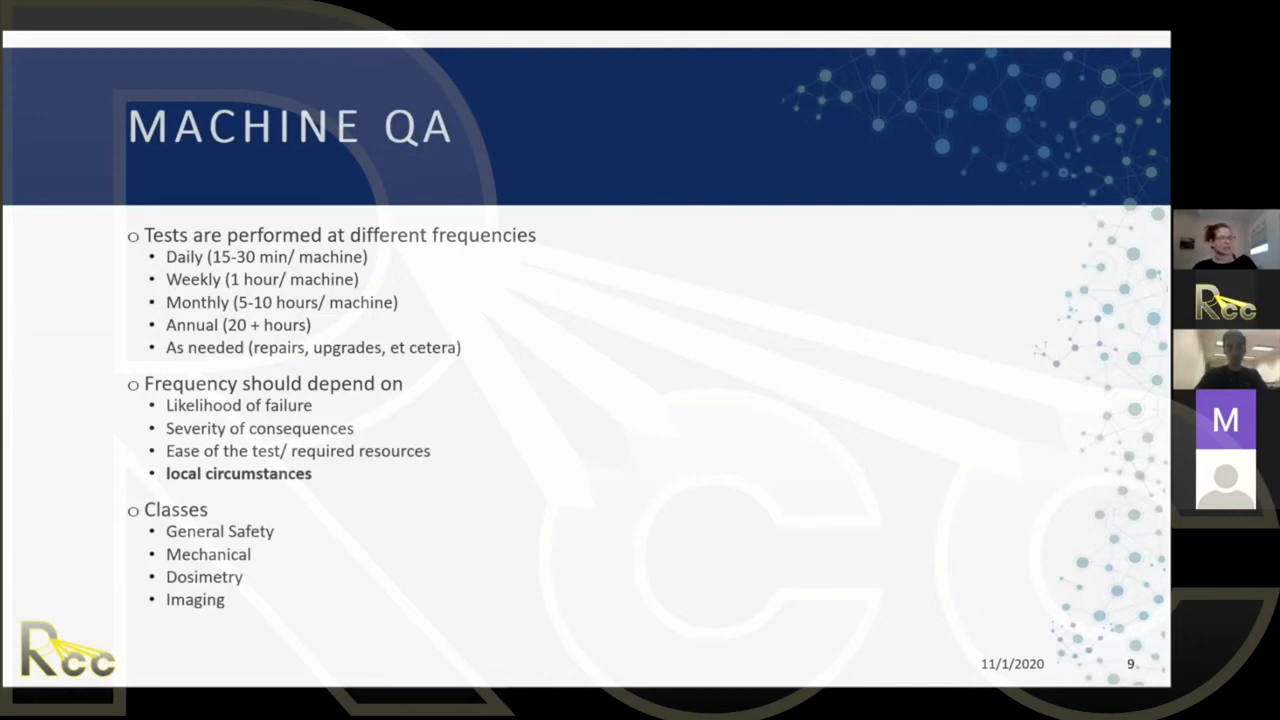 MACHINE QA
o Tests are performed at different frequencies
• Daily (15-30 min/ machine)
• Weekly (1 hour/ machine)
• Monthly (5-10 hours/ machine)
• Annual (20 + hours)
• As needed (repairs, upgrades, et cetera)
o Frequency should depend on
• Likelihood of failure
• Severity of consequences
• Ease of the test/ required resources
• local circumstances
o Classes
• General Safety
• Mechanical
• Dosimetry
• Imaging
Rcc
11/1/2020 9
Rcc
M
Rcc